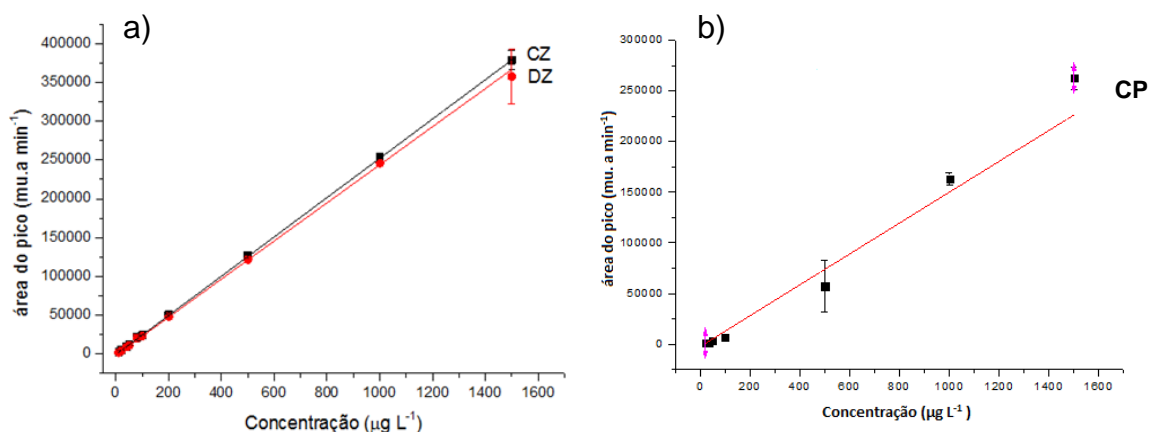 a)
400000
350000
300000
250000
200000
150000
100000
50000
0
área do pico (mu.a min⁻¹)
0 200 400 600 800 1000 1200 1400 1600
Concentração (µg L⁻¹)
CZ
DZ
b)
300000
250000
200000
150000
100000
50000
0
área do pico (mu. a min⁻¹)
0 200 400 600 800 1000 1200 1400 1600
Concentração (µg L⁻¹ )
CP